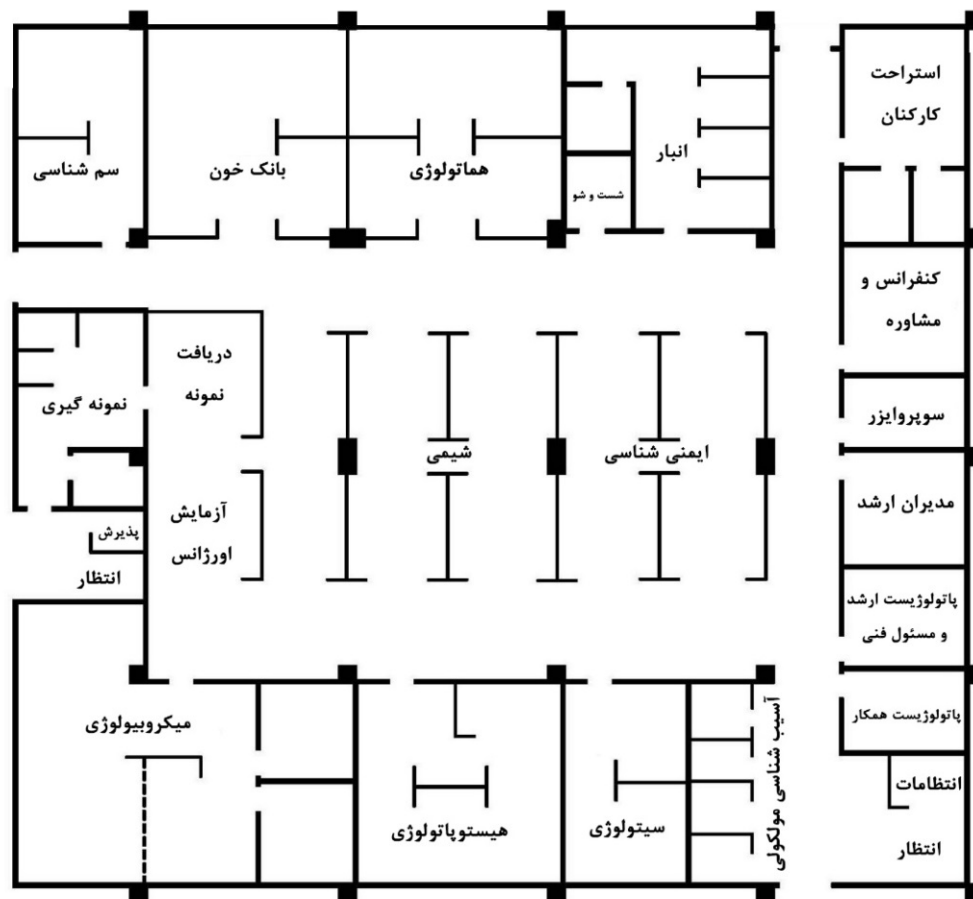 استراحت
کارکنان
انبار
هماتولوژی
بانک خون
سم شناسی
شست و شو
کنفرانس و
مشاوره
دریافت
نمونه
نمونه گیری
سوپروایزر
ایمنی شناسی
شیمی
مدیران ارشد
آزمایش
اورژانس
پذیرش
انتظار
پاتولوژیست ارشد
و مسئول فنی
پاتولوژیست همکار
آسیب شناسی مولکولی
میکروبیولوژی
هیستوپاتولوژی
سیتولوژی
انتظامات
انتظار